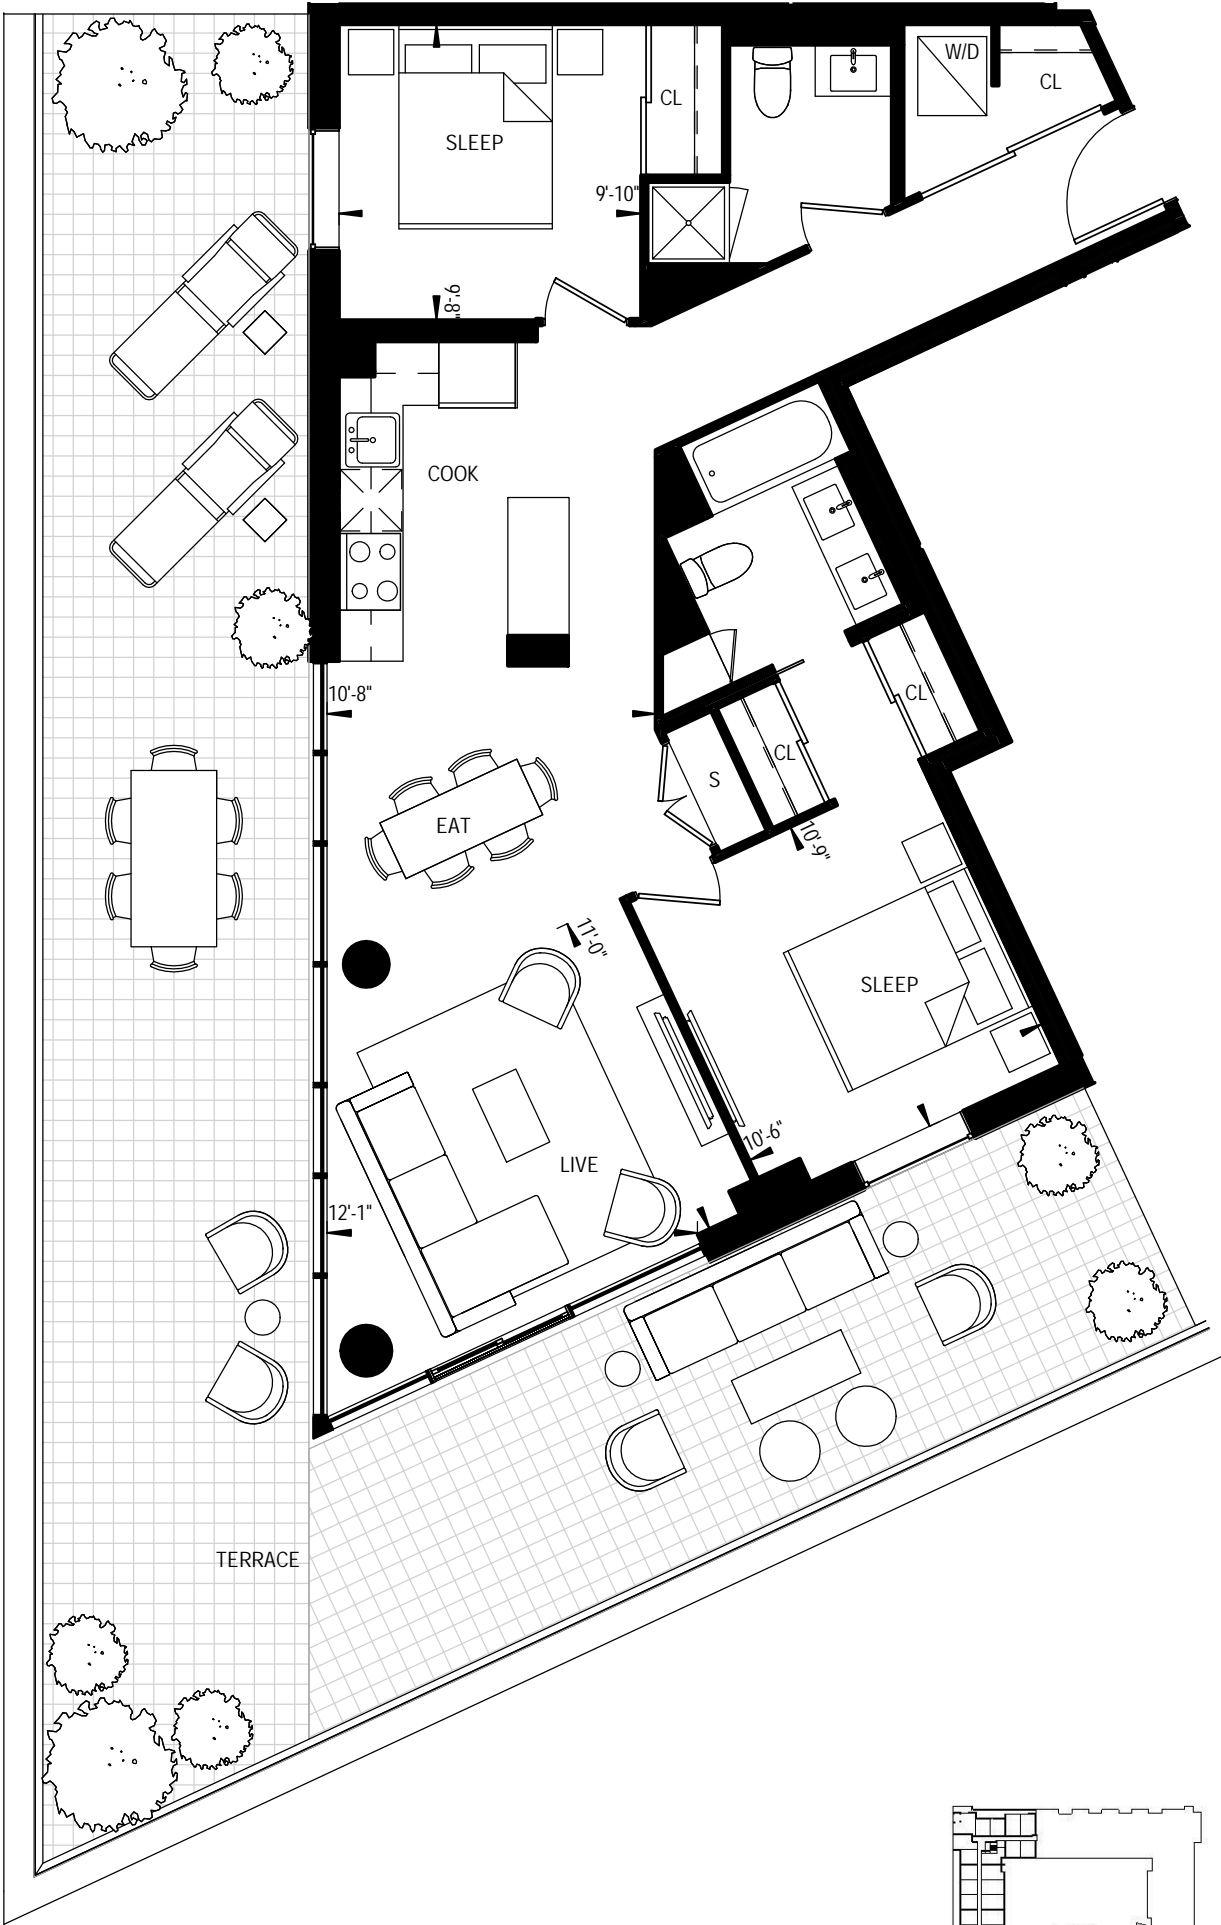 W/D
CL
CL
SLEEP
9'-10"
9'-8"
COOK
10'-8"
CL
CL
S
EAT
10'-9"
11'-0"
SLEEP
10'-6"
LIVE
12'-1"
TERRACE